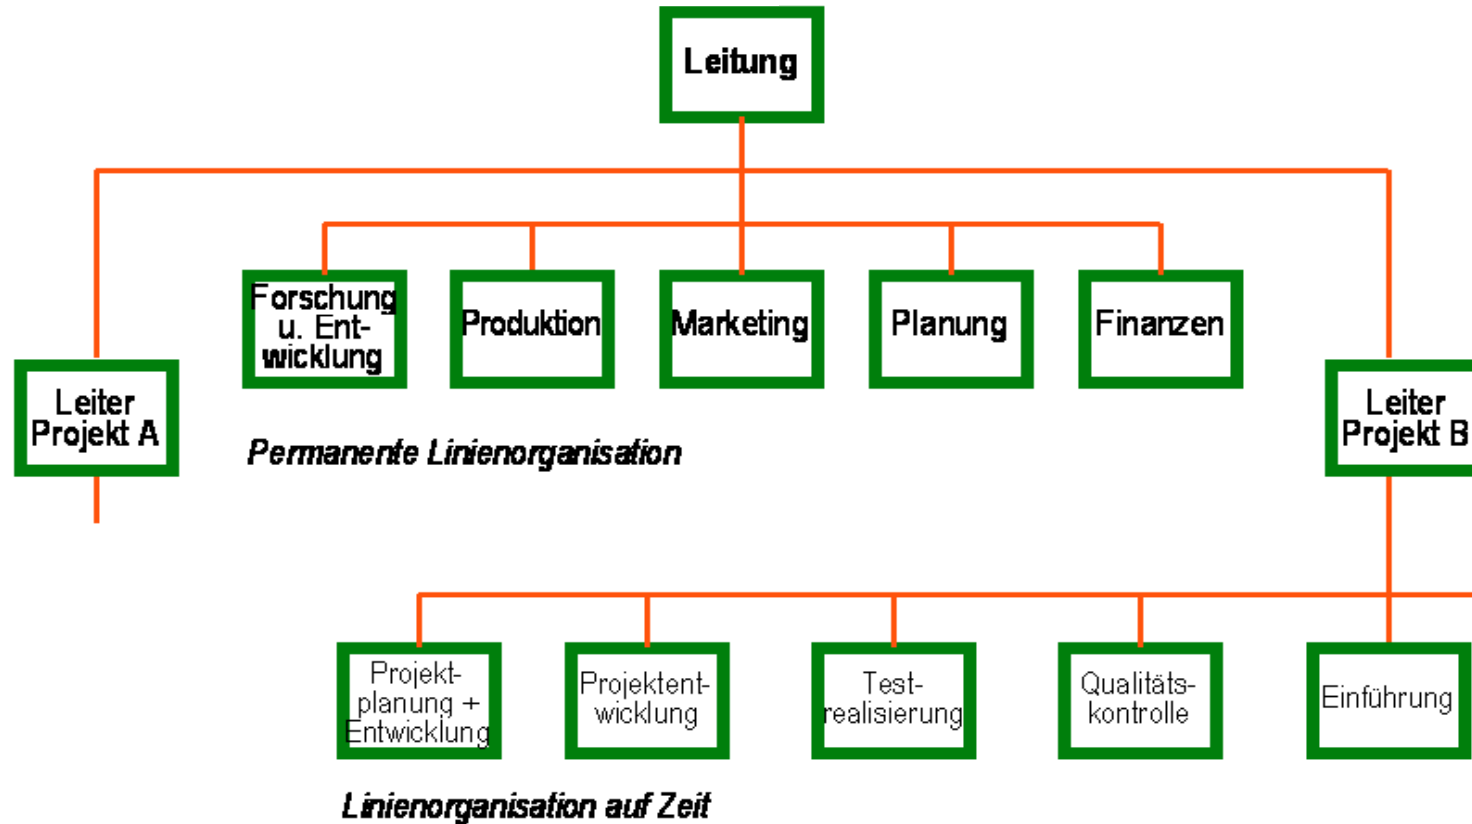 Leitung
Forschung
u. Ent-
wicklung
Produktion
Marketing
Planung
Finanzen
Leiter
Projekt A
Leiter
Projekt B
Permanente Linienorganisation
Projekt-
planung +
Entwicklung
Projektent-
wicklung
Test-
realisierung
Qualitäts-
kontrolle
Einführung
Linienorganisation auf Zeit